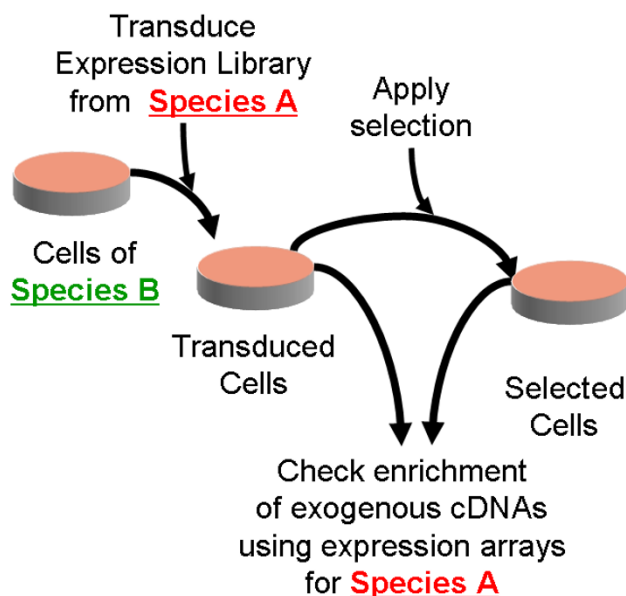 Transduce
Expression Library
from Species A
Apply
selection
Cells of
Species B
Transduced
Cells
Selected
Cells
Check enrichment
of exogenous cDNAs
using expression arrays
for Species A